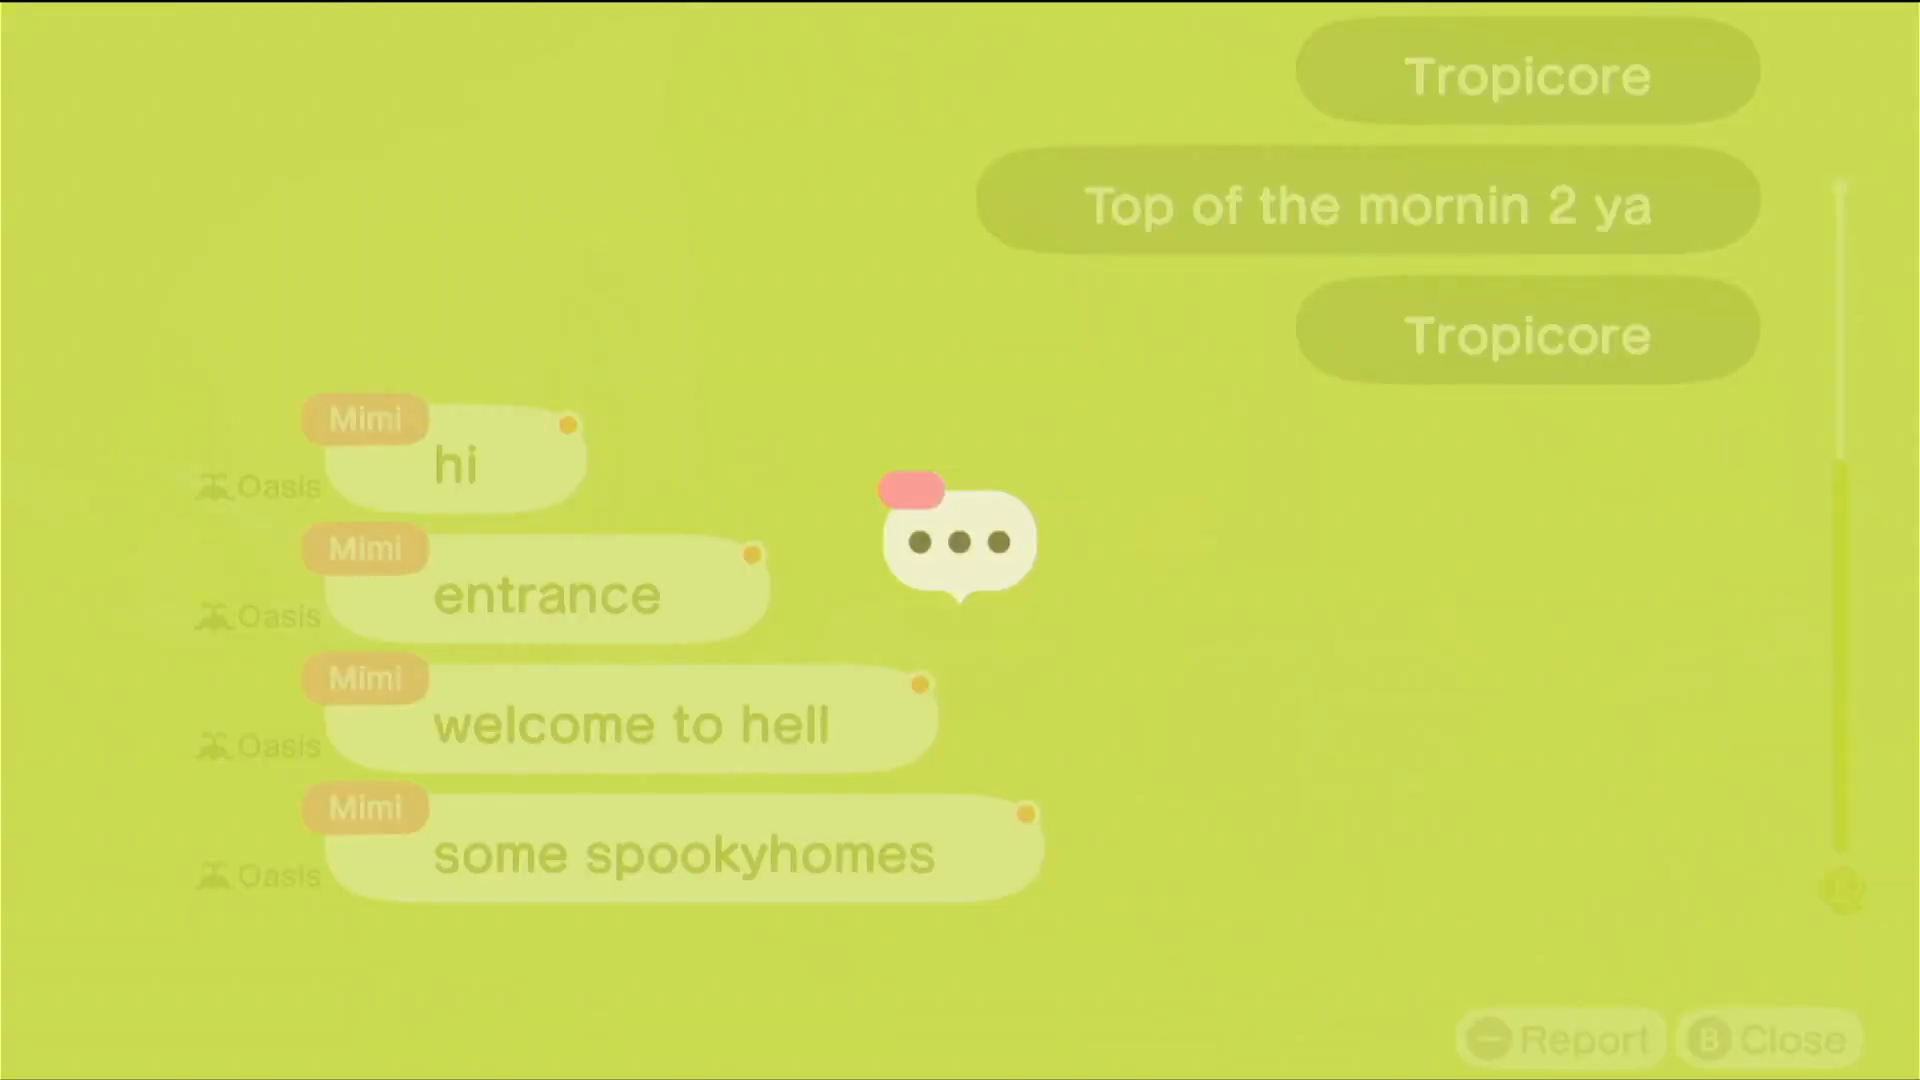 Tropicore
Top of the mornin 2 ya
Tropicore
Mimi
hi
Oasis
Mimi
entrance
Oasis
Mimi
welcome to hell
Oasis
Mimi
some spookyhomes
Oasis
Report
B Close